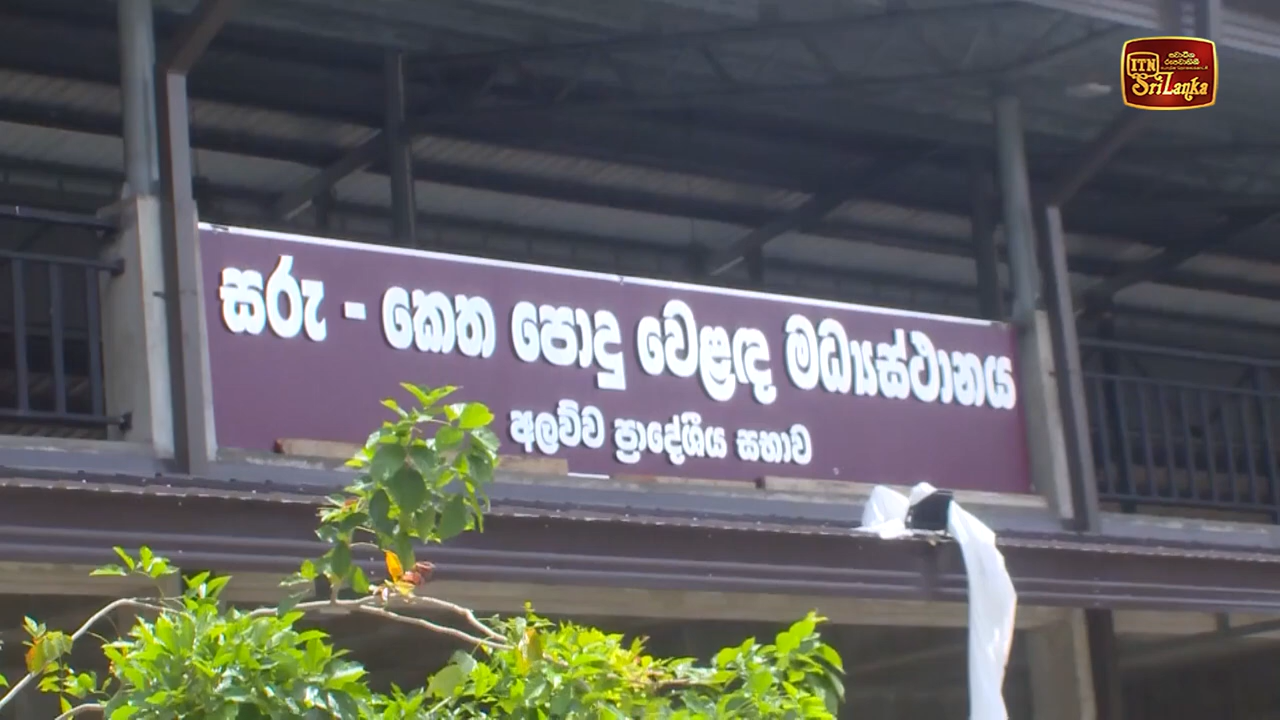 ITN
SriLanka
සරු - කෙත පොදු වෙළඳ මධ්‍යස්ථානය
අලව්ව ප්‍රාදේශීය සභාව